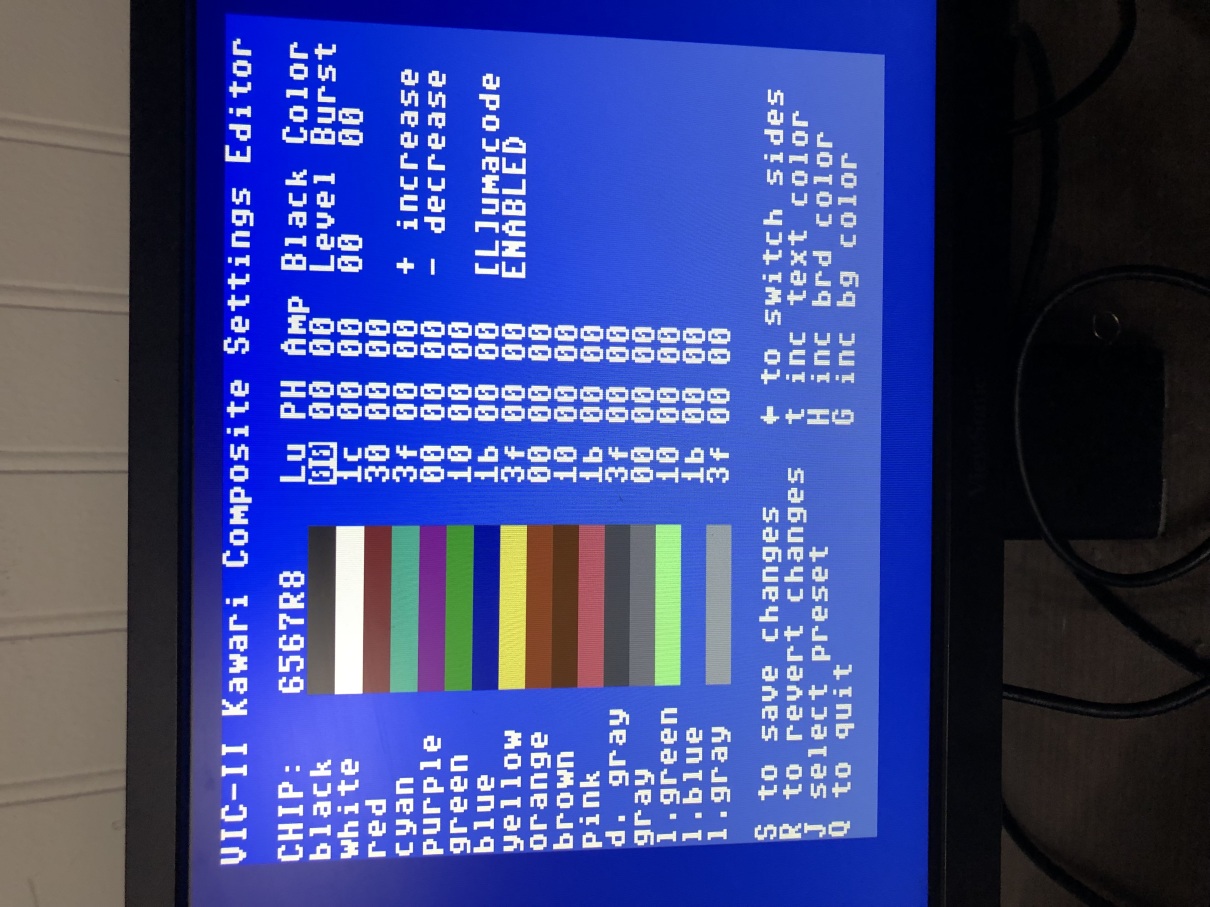 VIC-II Kawari Composite Settings Editor
CHIP: 6567R8 Lu PH Amp Black Color
black 00 00 00 Level Burst
white 1c 00 00 00 00
red 30 00 00
cyan 3f 00 00 + increase
purple 00 00 00 - decrease
green 10 00 00
blue 1b 00 00 [L]umacode
yellow 3f 00 00 ENABLED
orange 00 00 00
brown 10 00 00
pink 1b 00 00
d. gray 3f 00 00
gray 00 00 00
l.green 10 00 00
l.blue 1b 00 00
l.gray 3f 00 00
S to save changes ← to switch sides
R to revert changes t inc text color
J select preset H inc brd color
Q to quit G inc bg color
ViewSonic